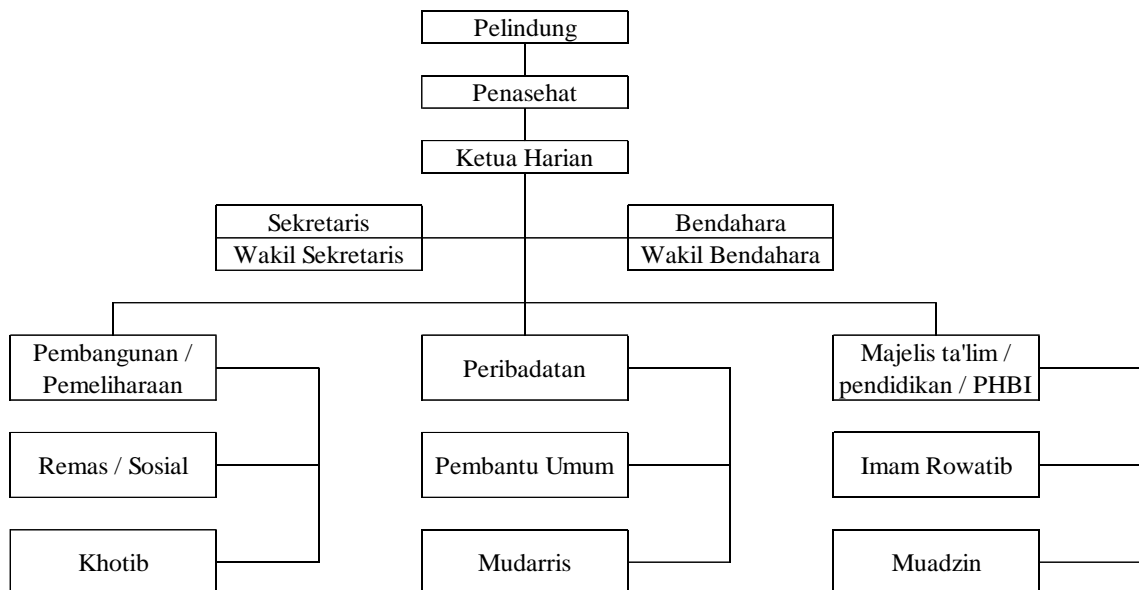 Pelindung
Penasehat
Ketua Harian
Sekretaris
Wakil Sekretaris
Bendahara
Wakil Bendahara
Pembangunan /
Pemeliharaan
Peribadatan
Majelis ta'lim /
pendidikan / PHBI
Remas / Sosial
Pembantu Umum
Imam Rowatib
Khotib
Mudarris
Muadzin